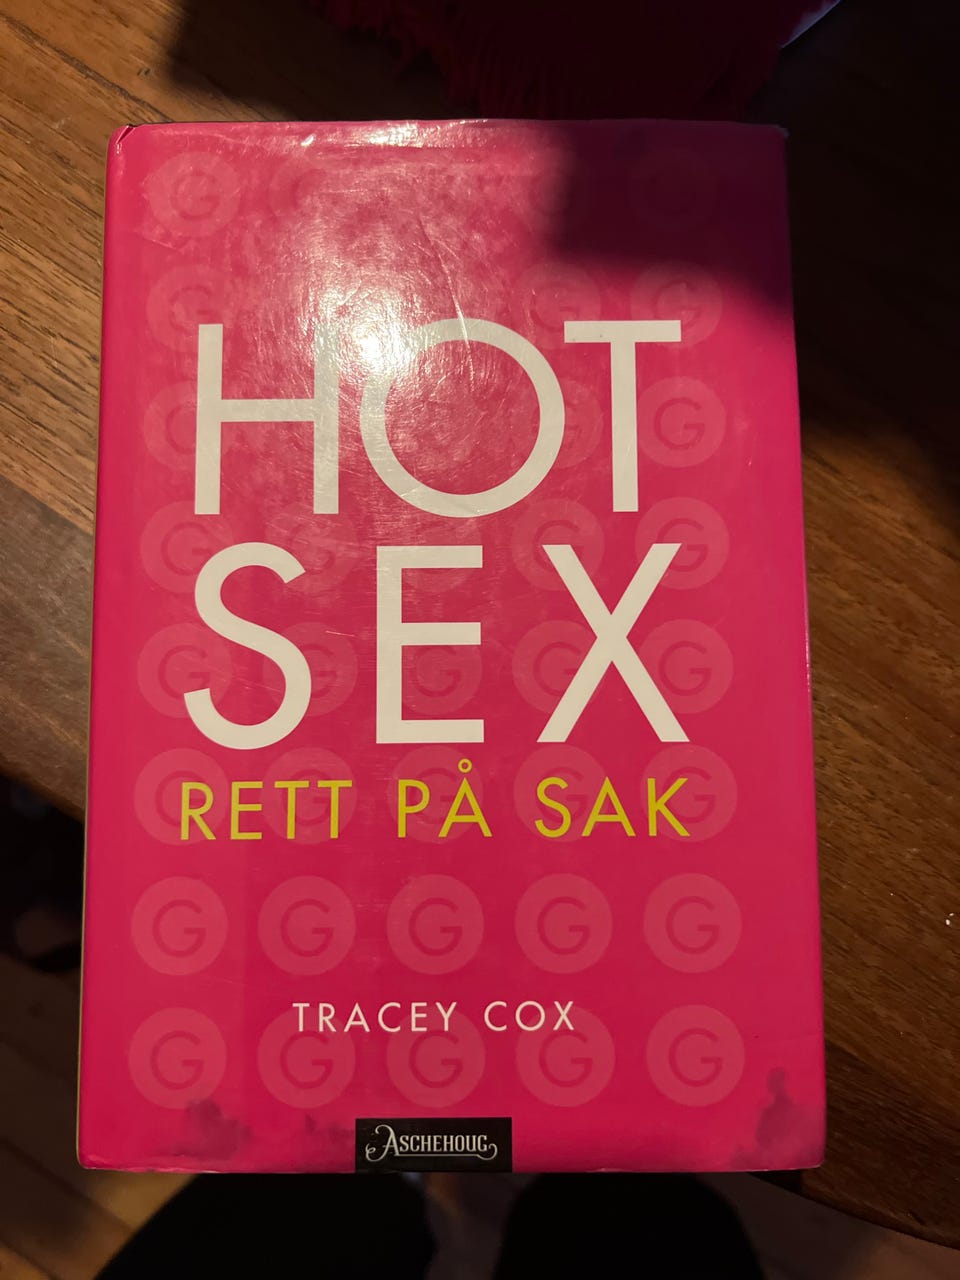 HOT
SEX
RETT PÅ SAK
TRACEY COX
ASCHEHOUG